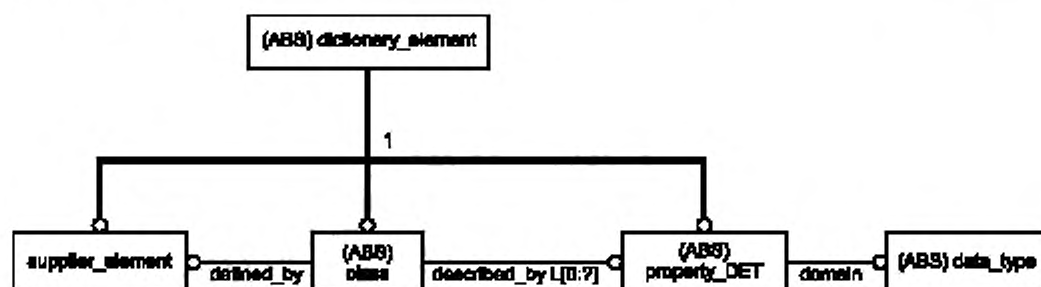 (ABS) dictionary_element
1
supplier_element
defined_by
(ABS)
class
described_by L[0:?]
(ABS)
property_DET
domain
(ABS) data_type